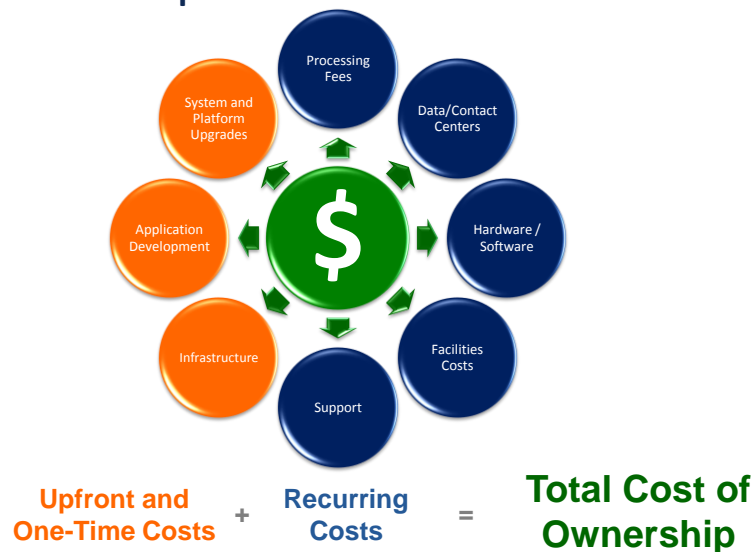 Processing
Fees
System and
Platform
Upgrades
Data/Contact
Centers
Application
Development
$
Hardware /
Software
Infrastructure
Facilities
Costs
Support
Upfront and
One-Time Costs
+
Recurring
Costs
=
Total Cost of
Ownership